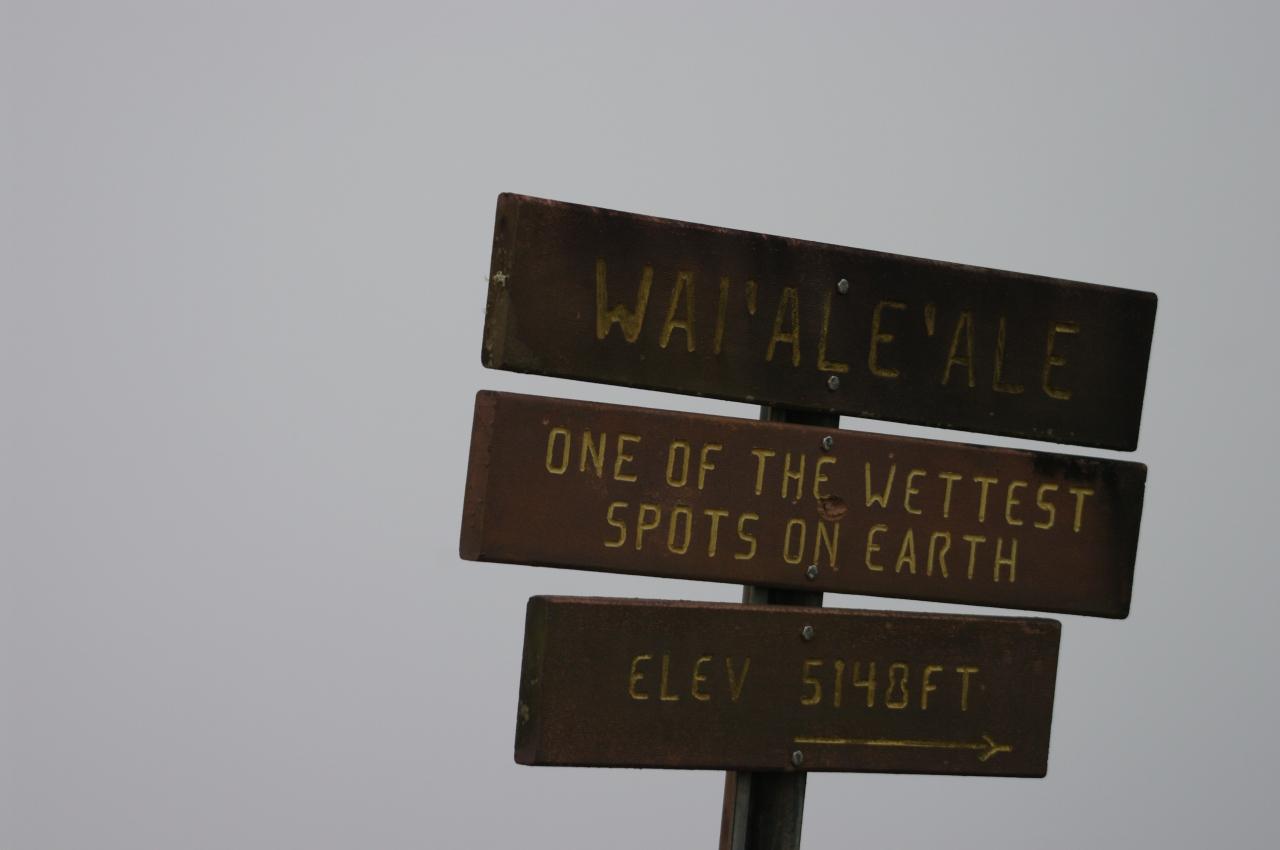 WAI'ALE'ALE
ONE OF THE WETTEST
SPOTS ON EARTH
ELEV 5148FT